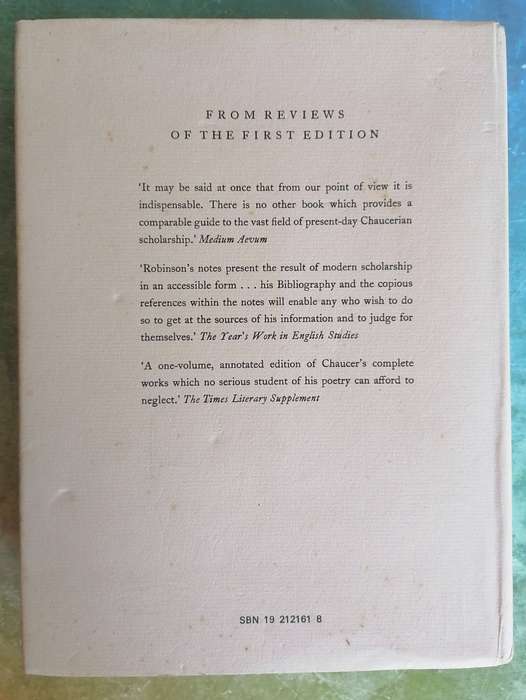 FROM REVIEWS
OF THE FIRST EDITION
'It may be said at once that from our point of view it is
indispensable. There is no other book which provides a
comparable guide to the vast field of present-day Chaucerian
scholarship.' Medium Aevum
'Robinson's notes present the result of modern scholarship
in an accessible form . . . his Bibliography and the copious
references within the notes will enable any who wish to do
so to get at the sources of his information and to judge for
themselves.' The Year's Work in English Studies
'A one-volume, annotated edition of Chaucer's complete
works which no serious student of his poetry can afford to
neglect.' The Times Literary Supplement
SBN 19 212161 8